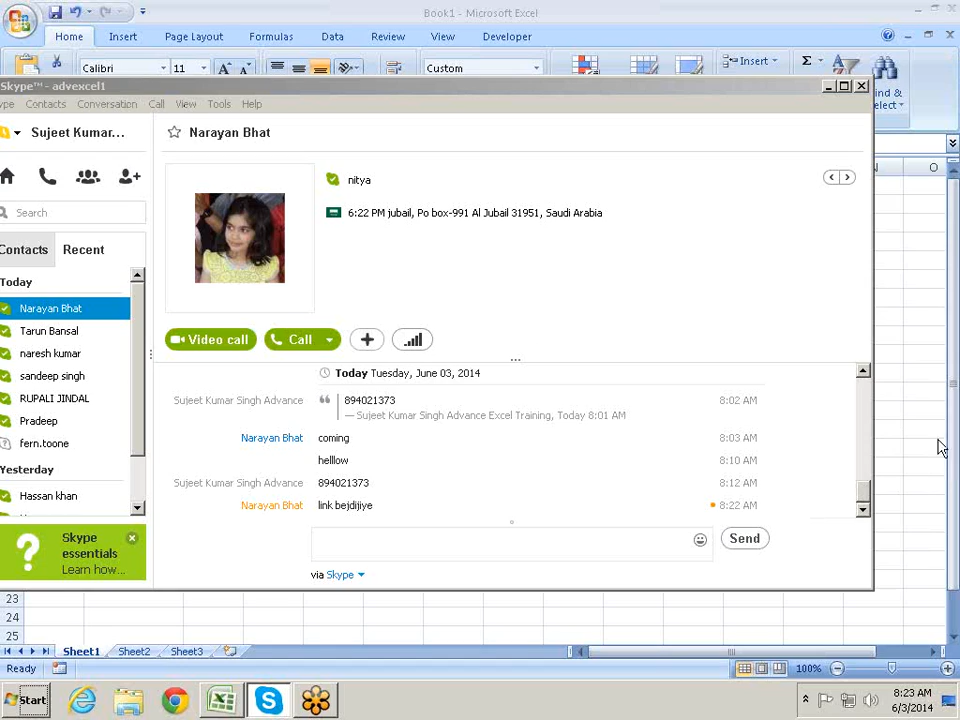 Book1 - Microsoft Excel
Home Insert Page Layout Formulas Data Review View Developer
Calibri 11 Custom Insert Σ
Find & Select
Skype™ - advexcel1
Contacts Conversation Call View Tools Help
Sujeet Kumar...
Search
Contacts Recent
Today
Narayan Bhat
Tarun Bansal
naresh kumar
sandeep singh
RUPALI JINDAL
Pradeep
fern.toone
Yesterday
Hassan khan
Skype essentials
Learn how...
Narayan Bhat
nitya
6:22 PM jubail, Po box-991 Al Jubail 31951, Saudi Arabia
Video call Call
Today Tuesday, June 03, 2014
Sujeet Kumar Singh Advance 894021373 8:02 AM
— Sujeet Kumar Singh Advance Excel Training, Today 8:01 AM
Narayan Bhat coming 8:03 AM
helllow 8:10 AM
Sujeet Kumar Singh Advance 894021373 8:12 AM
Narayan Bhat link bejdijiye 8:22 AM
Send
via Skype
O
23
24
25
Sheet1 Sheet2 Sheet3
Ready 100%
Start 8:23 AM
6/3/2014